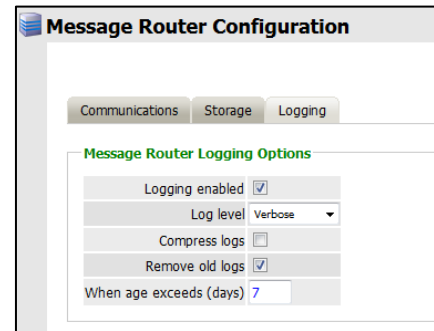 Message Router Configuration
Communications Storage Logging
Message Router Logging Options
Logging enabled
Log level Verbose
Compress logs
Remove old logs
When age exceeds (days) 7